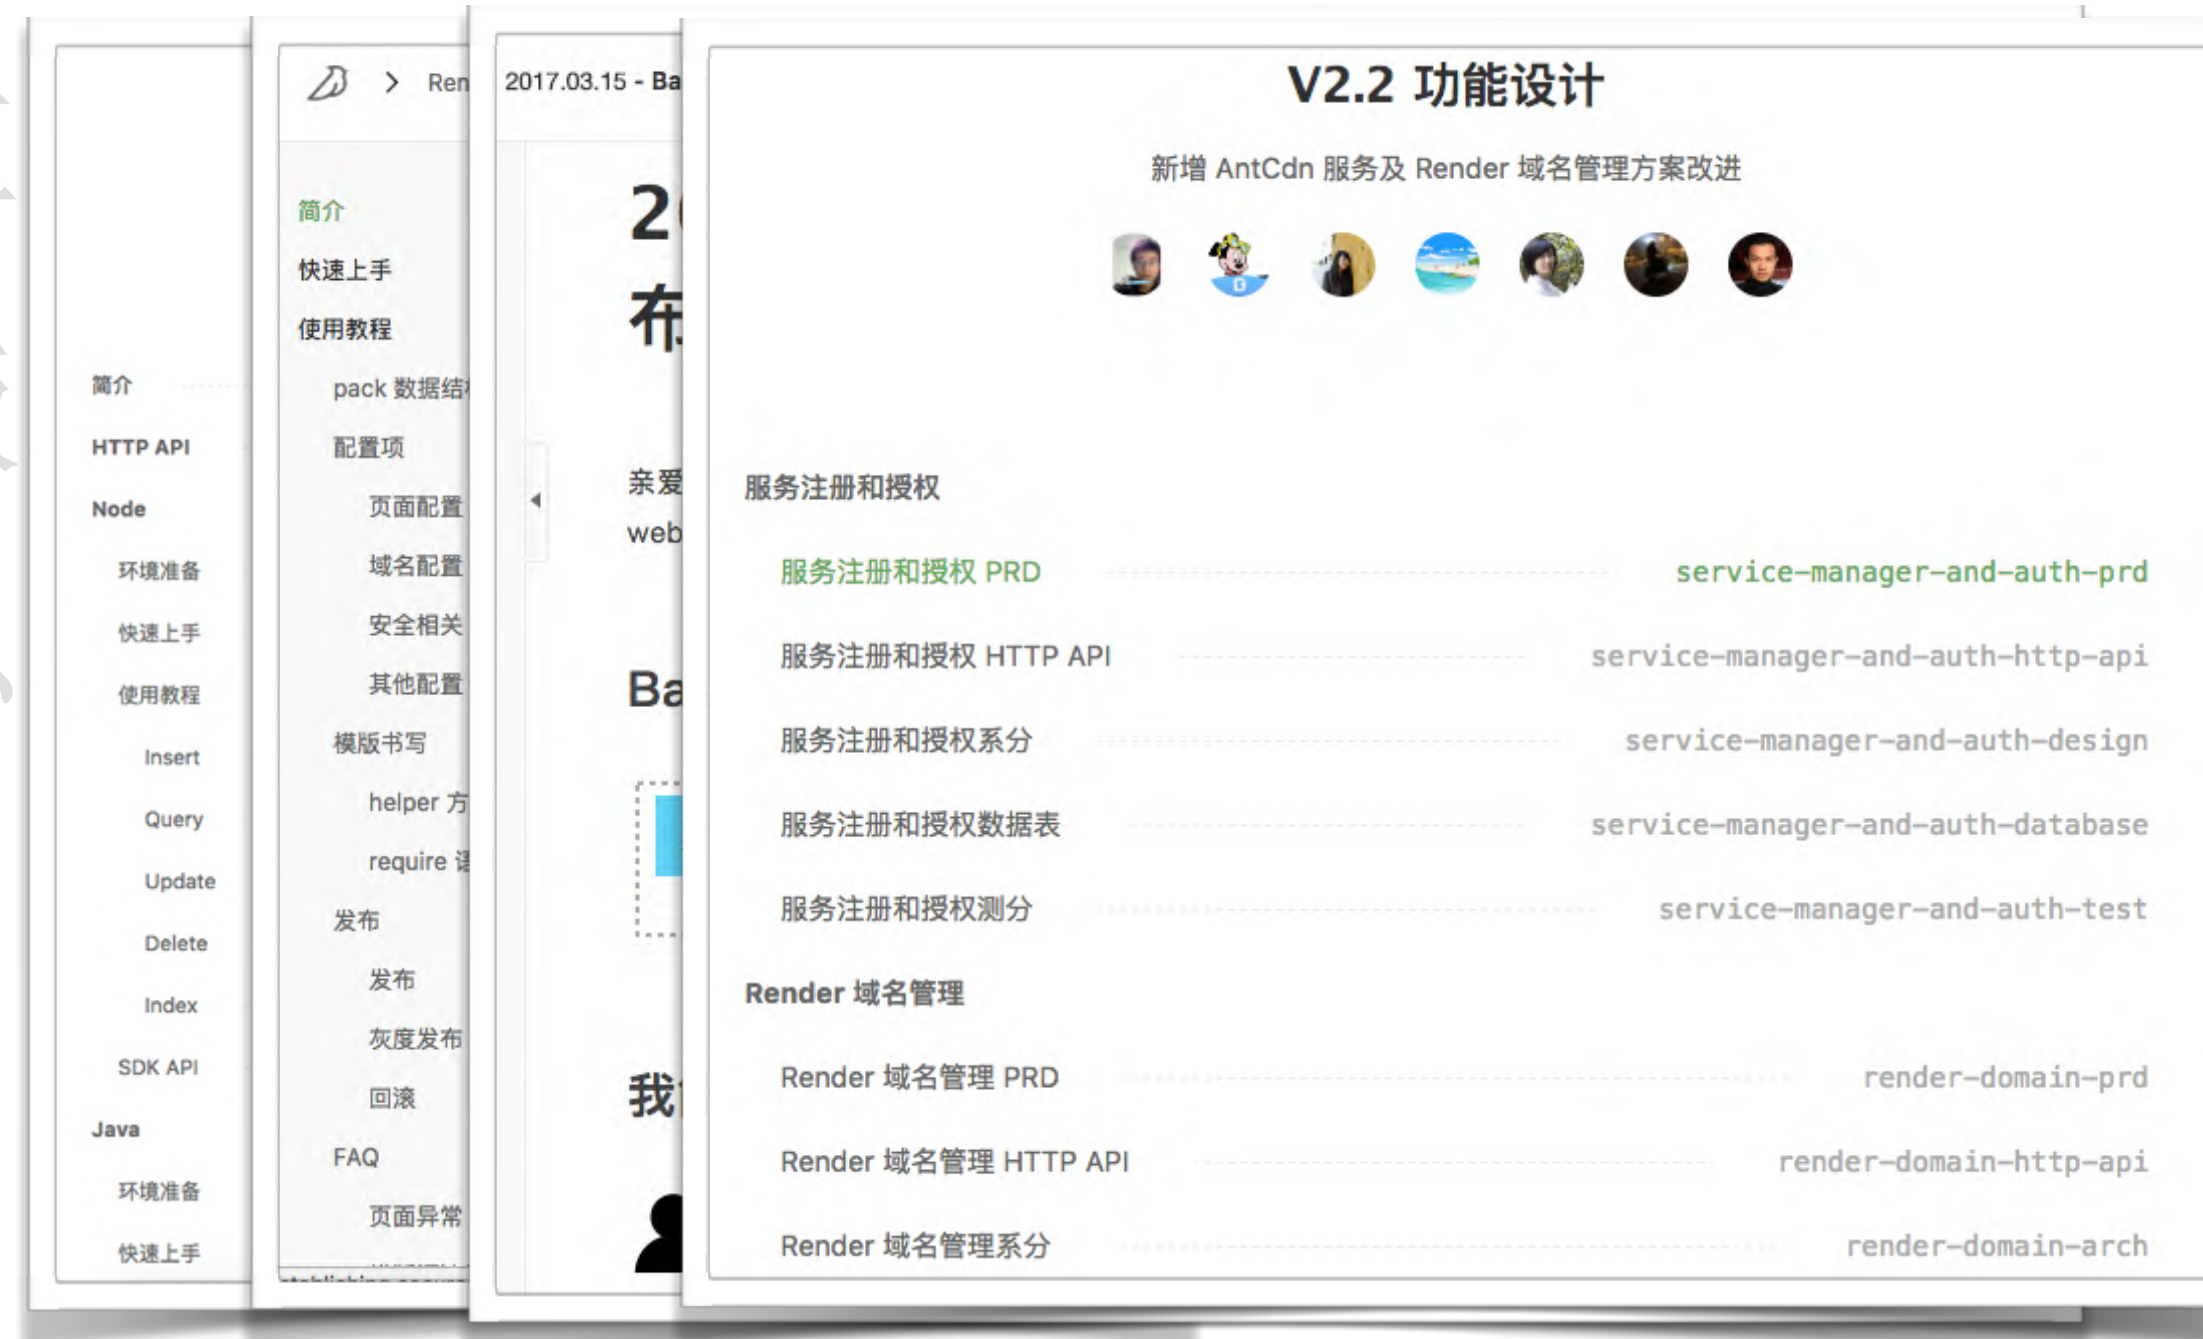 简介
HTTP API
Node
环境准备
快速上手
使用教程
Insert
Query
Update
Delete
Index
SDK API
Java
环境准备
快速上手
Ren
简介
快速上手
使用教程
pack 数据结
配置项
页面配置
域名配置
安全相关
其他配置
模版书写
helper 方
require 语
发布
发布
灰度发布
回滚
FAQ
页面异常
2017.03.15 - Ba
2
布
亲爱
web
Ba
我
V2.2 功能设计
新增 AntCdn 服务及 Render 域名管理方案改进
服务注册和授权
服务注册和授权 PRD service-manager-and-auth-prd
服务注册和授权 HTTP API service-manager-and-auth-http-api
服务注册和授权系分 service-manager-and-auth-design
服务注册和授权数据表 service-manager-and-auth-database
服务注册和授权测分 service-manager-and-auth-test
Render 域名管理
Render 域名管理 PRD render-domain-prd
Render 域名管理 HTTP API render-domain-http-api
Render 域名管理系分 render-domain-arch